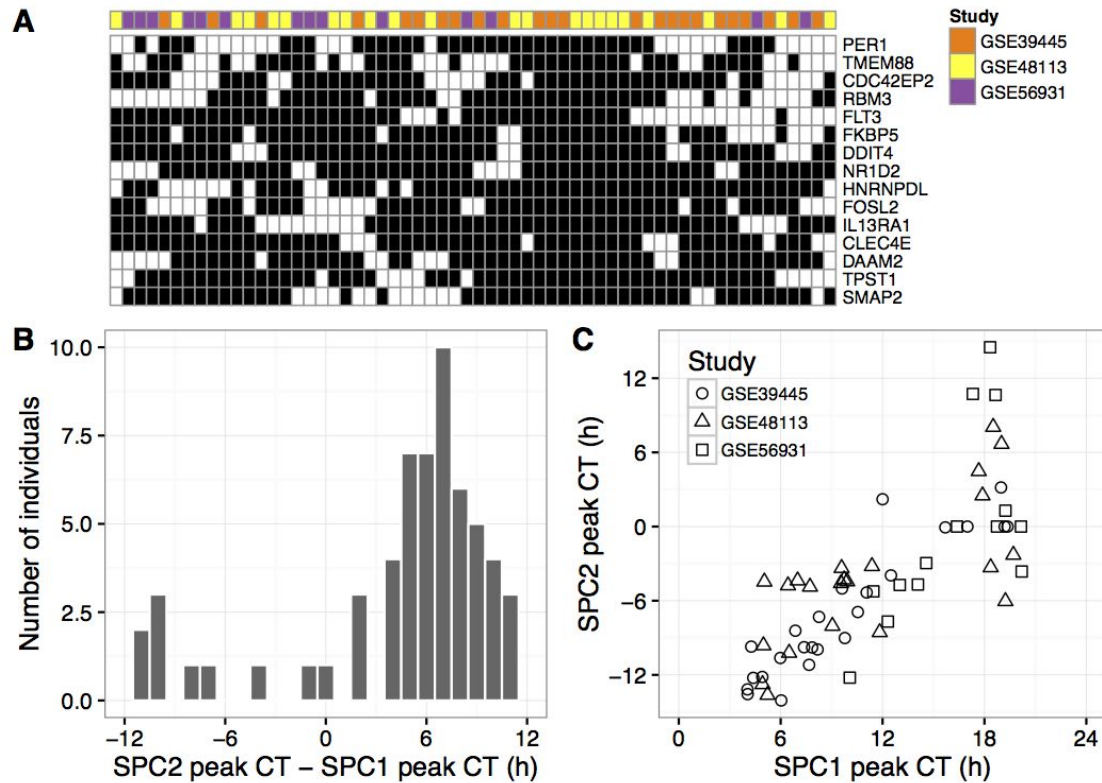 A
Study
GSE39445
GSE48113
GSE56931
PER1
TMEM88
CDC42EP2
RBM3
FLT3
FKBP5
DDIT4
NR1D2
HNRNPDL
FOSL2
IL13RA1
CLEC4E
DAAM2
TPST1
SMAP2
B
10.0
7.5
5.0
2.5
0.0
Number of individuals
−12 −6 0 6 12
SPC2 peak CT − SPC1 peak CT (h)
C
Study
GSE39445
GSE48113
GSE56931
12
6
0
−6
−12
SPC2 peak CT (h)
0 6 12 18 24
SPC1 peak CT (h)